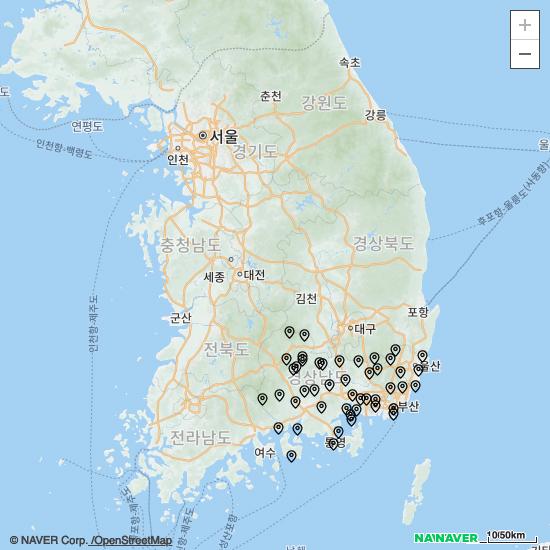 속초
춘천
강원도
강릉
도
연평도
서울
인천항-백령도
인천
경기도
울
후포항-울릉도(사동항)
충청남도
경상북도
세종
대전
인천항-제주도
김천
군산
포항
대구
전북도
울산
경상남도
부산
전라남도
여수
통영
NAVER
10/50km
© NAVER Corp. /OpenStreetMap